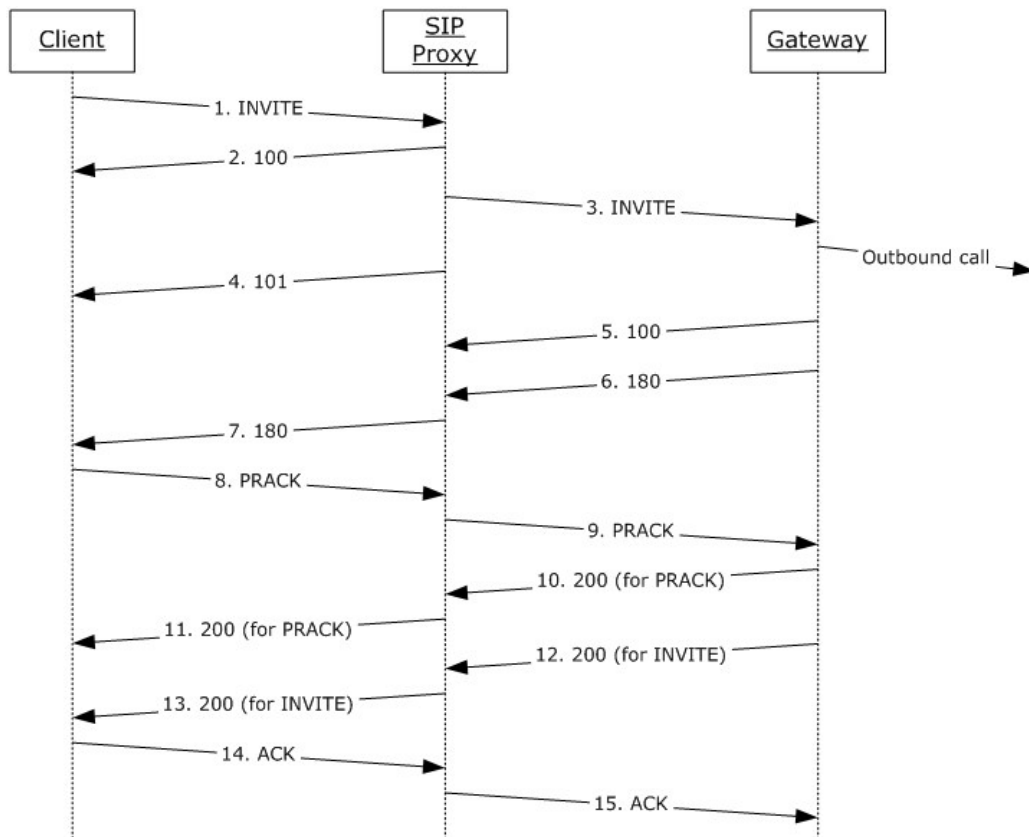 Client
SIP
Proxy
Gateway
1. INVITE
2. 100
3. INVITE
Outbound call
4. 101
5. 100
6. 180
7. 180
8. PRACK
9. PRACK
10. 200 (for PRACK)
11. 200 (for PRACK)
12. 200 (for INVITE)
13. 200 (for INVITE)
14. ACK
15. ACK